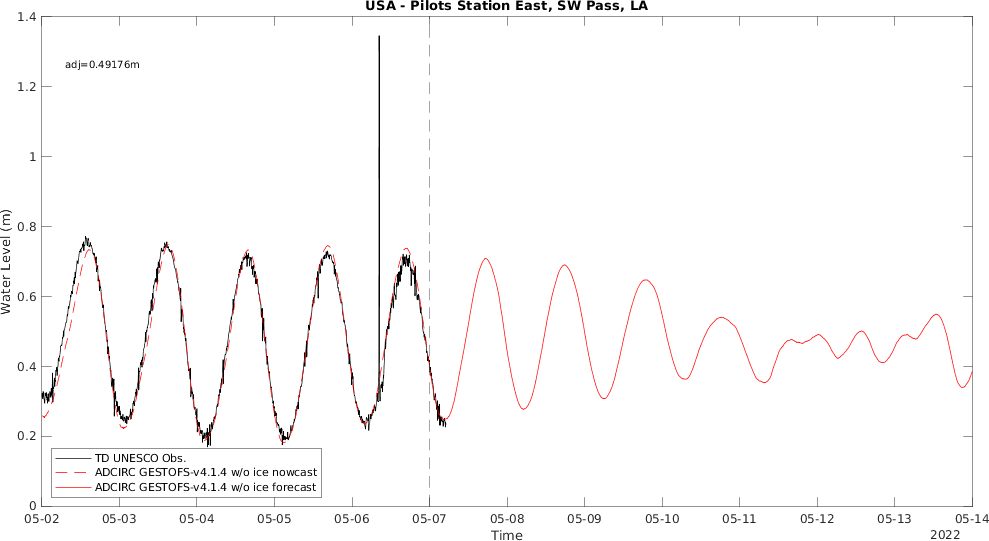 USA - Pilots Station East, SW Pass, LA
1.4
adj=0.49176m
1.2
1
0.8
Water Level (m)
0.6
0.4
0.2
TD UNESCO Obs.
ADCIRC GESTOFS-v4.1.4 w/o ice nowcast
ADCIRC GESTOFS-v4.1.4 w/o ice forecast
0
05-02 05-03 05-04 05-05 05-06 05-07 05-08 05-09 05-10 05-11 05-12 05-13 05-14
Time
2022